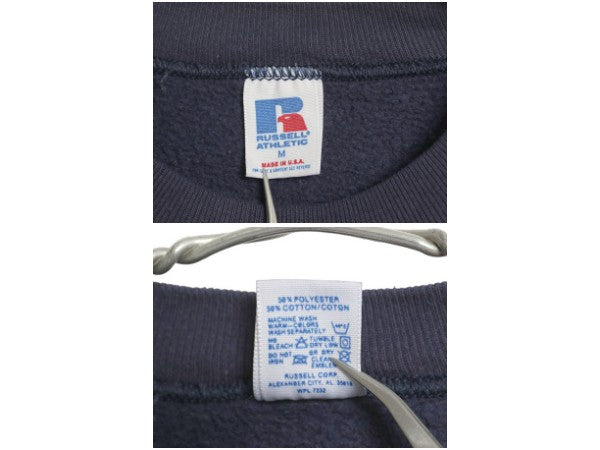 R
RUSSELL
ATHLETIC
M
MADE IN U.S.A.
50% POLYESTER
50% COTTON/COTON
MACHINE WASH
WARM-COLORS
WASH SEPARATELY
NO TUMBLE
BLEACH DRY LOW
DO NOT OR DRY
IRON CLEAN
EMBLEM
RUSSELL CORP.
ALEXANDER CITY, AL 35010
WPL 7232